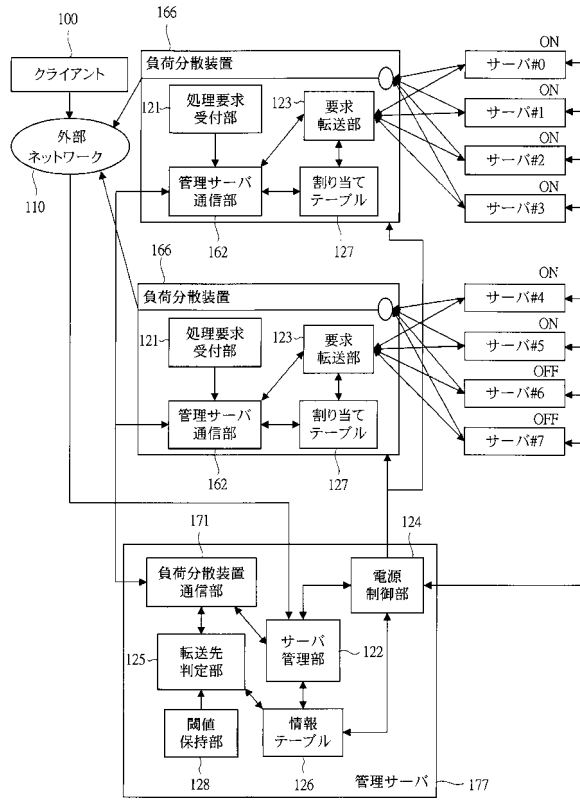 100
クライアント
外部
ネットワーク
110
166
負荷分散装置
121
処理要求
受付部
123
要求
転送部
管理サーバ
通信部
162
割り当て
テーブル
127
ON
サーバ#0
ON
サーバ#1
ON
サーバ#2
ON
サーバ#3
166
負荷分散装置
121
処理要求
受付部
123
要求
転送部
管理サーバ
通信部
162
割り当て
テーブル
127
ON
サーバ#4
ON
サーバ#5
OFF
サーバ#6
OFF
サーバ#7
171
負荷分散装置
通信部
124
電源
制御部
125
転送先
判定部
サーバ
管理部
122
閾値
保持部
128
情報
テーブル
126
管理サーバ
177